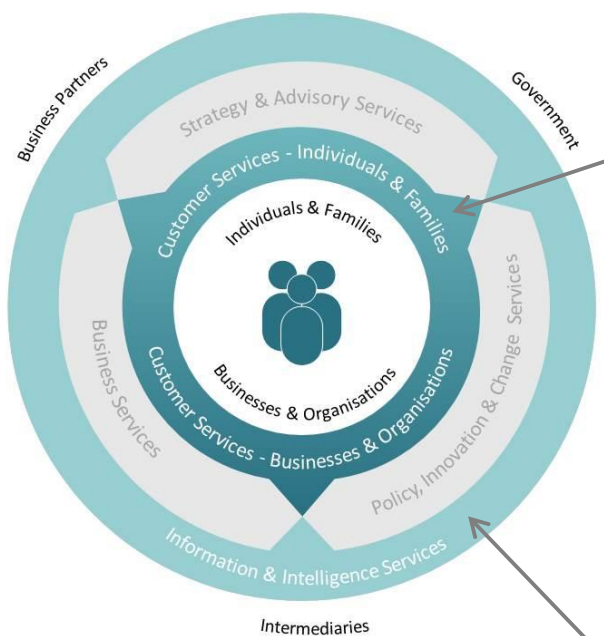 Business Partners
Government
Strategy & Advisory Services
Customer Services - Individuals & Families
Individuals & Families
Businesses & Organisations
Customer Services - Businesses & Organisations
Business Services
Policy, Innovation & Change Services
Information & Intelligence Services
Intermediaries